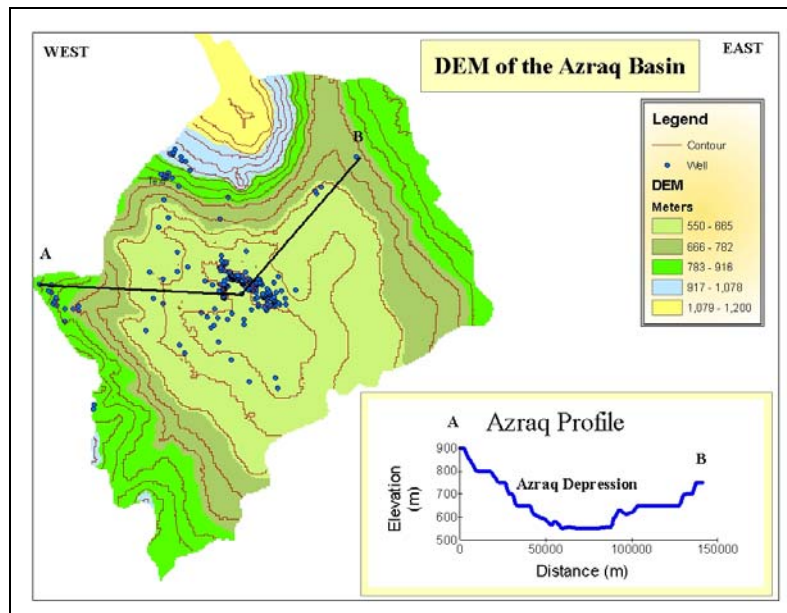 WEST
EAST
DEM of the Azraq Basin
Legend
Contour
Well
DEM
Meters
550 - 665
666 - 782
783 - 916
917 - 1,078
1,079 - 1,200
B
A
A
Azraq Profile
B
Azraq Depression
Elevation
(m)
900
800
700
600
500
0
50000
100000
150000
Distance (m)